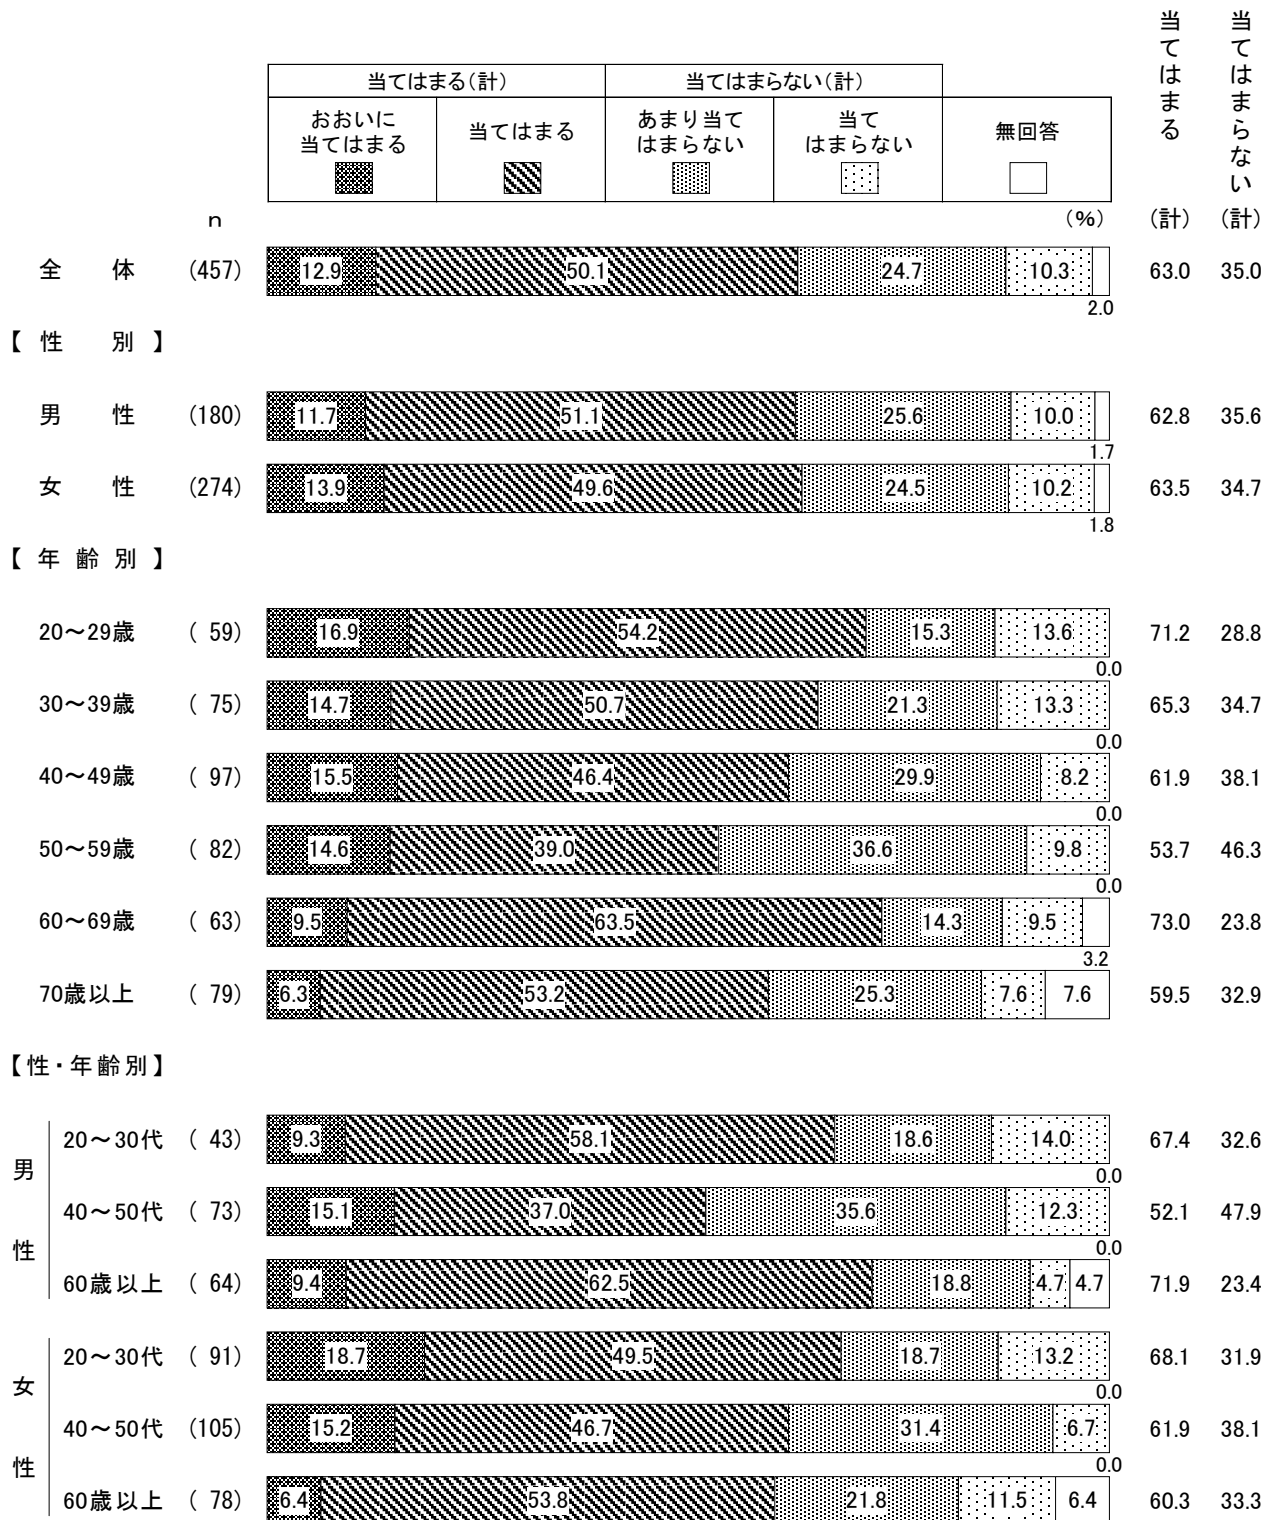 当てはまる
当てはまらない
当てはまる(計) 当てはまらない(計)
おおいに
当てはまる
当てはまる
あまり当て
はまらない
当て
はまらない
無回答
n (%) (計) (計)
全 体 (457) 12.9 50.1 24.7 10.3 63.0 35.0
2.0
【 性 別 】
男 性 (180) 11.7 51.1 25.6 10.0 62.8 35.6
1.7
女 性 (274) 13.9 49.6 24.5 10.2 63.5 34.7
1.8
【 年 齢 別 】
20～29歳 ( 59) 16.9 54.2 15.3 13.6 71.2 28.8
0.0
30～39歳 ( 75) 14.7 50.7 21.3 13.3 65.3 34.7
0.0
40～49歳 ( 97) 15.5 46.4 29.9 8.2 61.9 38.1
0.0
50～59歳 ( 82) 14.6 39.0 36.6 9.8 53.7 46.3
0.0
60～69歳 ( 63) 9.5 63.5 14.3 9.5 73.0 23.8
3.2
70歳以上 ( 79) 6.3 53.2 25.3 7.6 7.6 59.5 32.9
【性・年齢別】
男性
20～30代 ( 43) 9.3 58.1 18.6 14.0 67.4 32.6
0.0
40～50代 ( 73) 15.1 37.0 35.6 12.3 52.1 47.9
0.0
60歳以上 ( 64) 9.4 62.5 18.8 4.7 4.7 71.9 23.4
女性
20～30代 ( 91) 18.7 49.5 18.7 13.2 68.1 31.9
0.0
40～50代 (105) 15.2 46.7 31.4 6.7 61.9 38.1
0.0
60歳以上 ( 78) 6.4 53.8 21.8 11.5 6.4 60.3 33.3